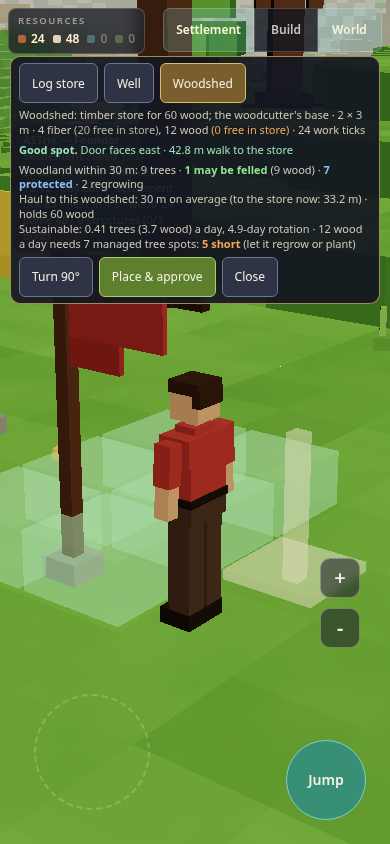 RESOURCES
24 48 0 0
Settlement Build World
Log store Well Woodshed
Woodshed: timber store for 60 wood; the woodcutter's base · 2 × 3
m · 4 fiber (20 free in store), 12 wood (0 free in store) · 24 work ticks
Good spot. Door faces east · 42.8 m walk to the store
Woodland within 30 m: 9 trees · 1 may be felled (9 wood) · 7
protected · 2 regrowing
Haul to this woodshed: 30 m on average (to the store now: 33.2 m) ·
holds 60 wood
Sustainable: 0.41 trees (3.7 wood) a day, 4.9-day rotation · 12 wood
a day needs 7 managed tree spots: 5 short (let it regrow or plant)
Turn 90° Place & approve Close
+
-
Jump